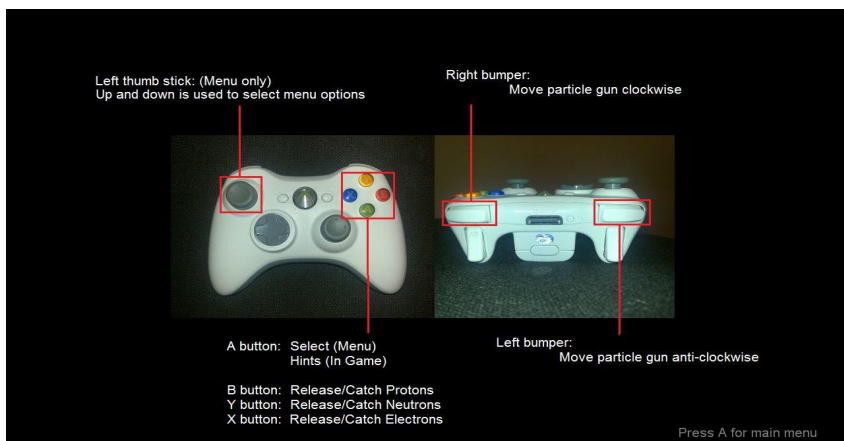 Left thumb stick: (Menu only)
Up and down is used to select menu options
Right bumper:
Move particle gun clockwise
A button: Select (Menu)
Hints (In Game)
B button: Release/Catch Protons
Y button: Release/Catch Neutrons
X button: Release/Catch Electrons
Left bumper:
Move particle gun anti-clockwise
Press A for main menu